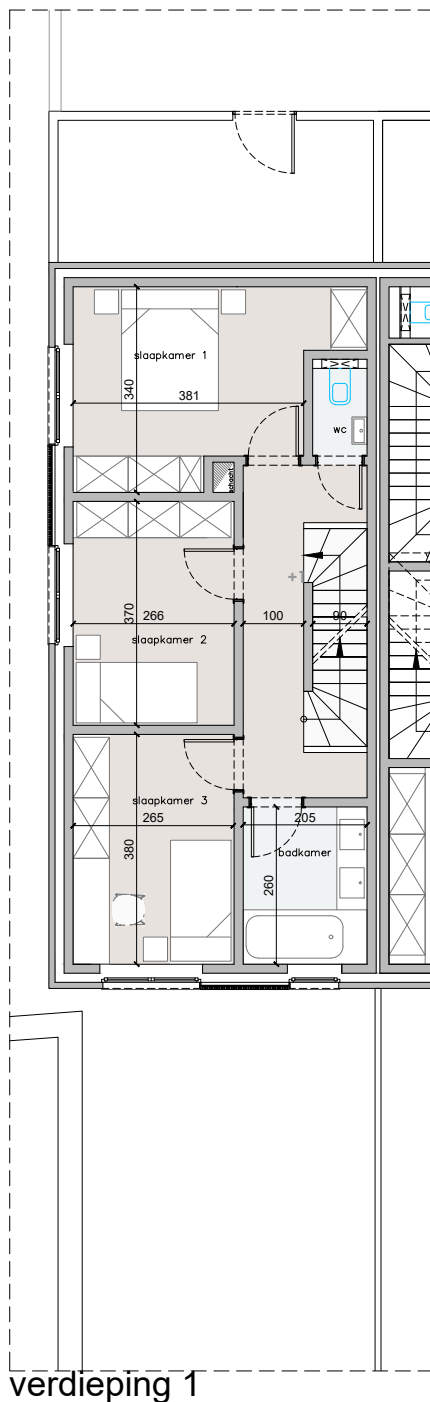 slaapkamer 1
340
381
wc
schacht
+1
370
266
100
90
slaapkamer 2
slaapkamer 3
265
205
380
badkamer
260
verdieping 1